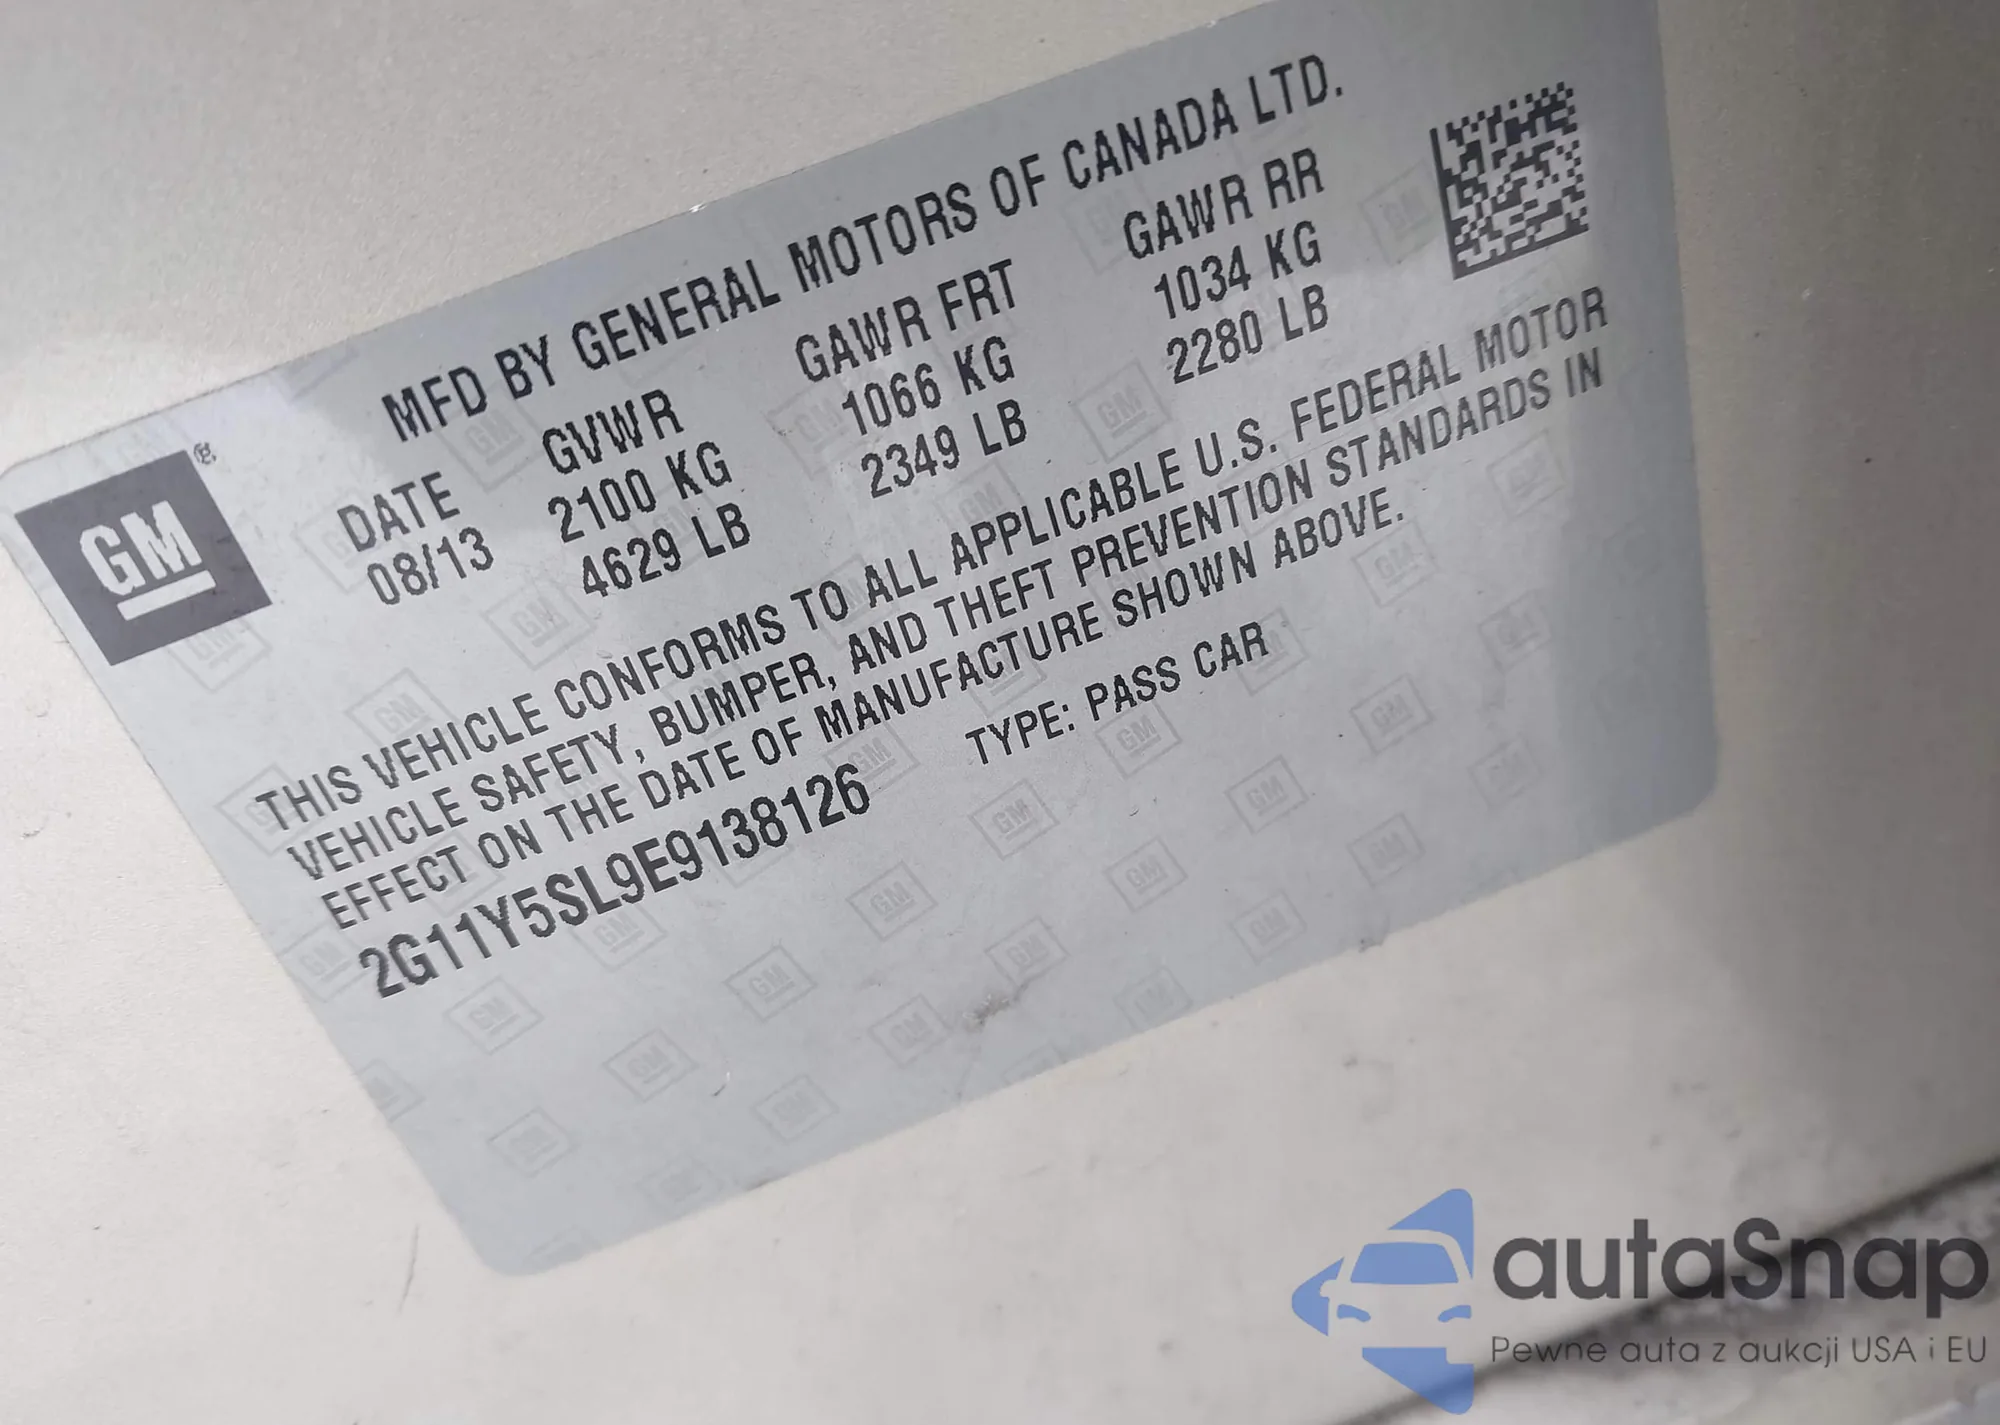 MFD BY GENERAL MOTORS OF CANADA LTD.
DATE GVWR GAWR FRT GAWR RR
08/13 2100 KG 1066 KG 1034 KG
4629 LB 2349 LB 2280 LB
GM®
THIS VEHICLE CONFORMS TO ALL APPLICABLE U.S. FEDERAL MOTOR
VEHICLE SAFETY, BUMPER, AND THEFT PREVENTION STANDARDS IN
EFFECT ON THE DATE OF MANUFACTURE SHOWN ABOVE.
2G11Y5SL9E9138126 TYPE: PASS CAR
autaSnap
Pewne auta z aukcji USA i EU